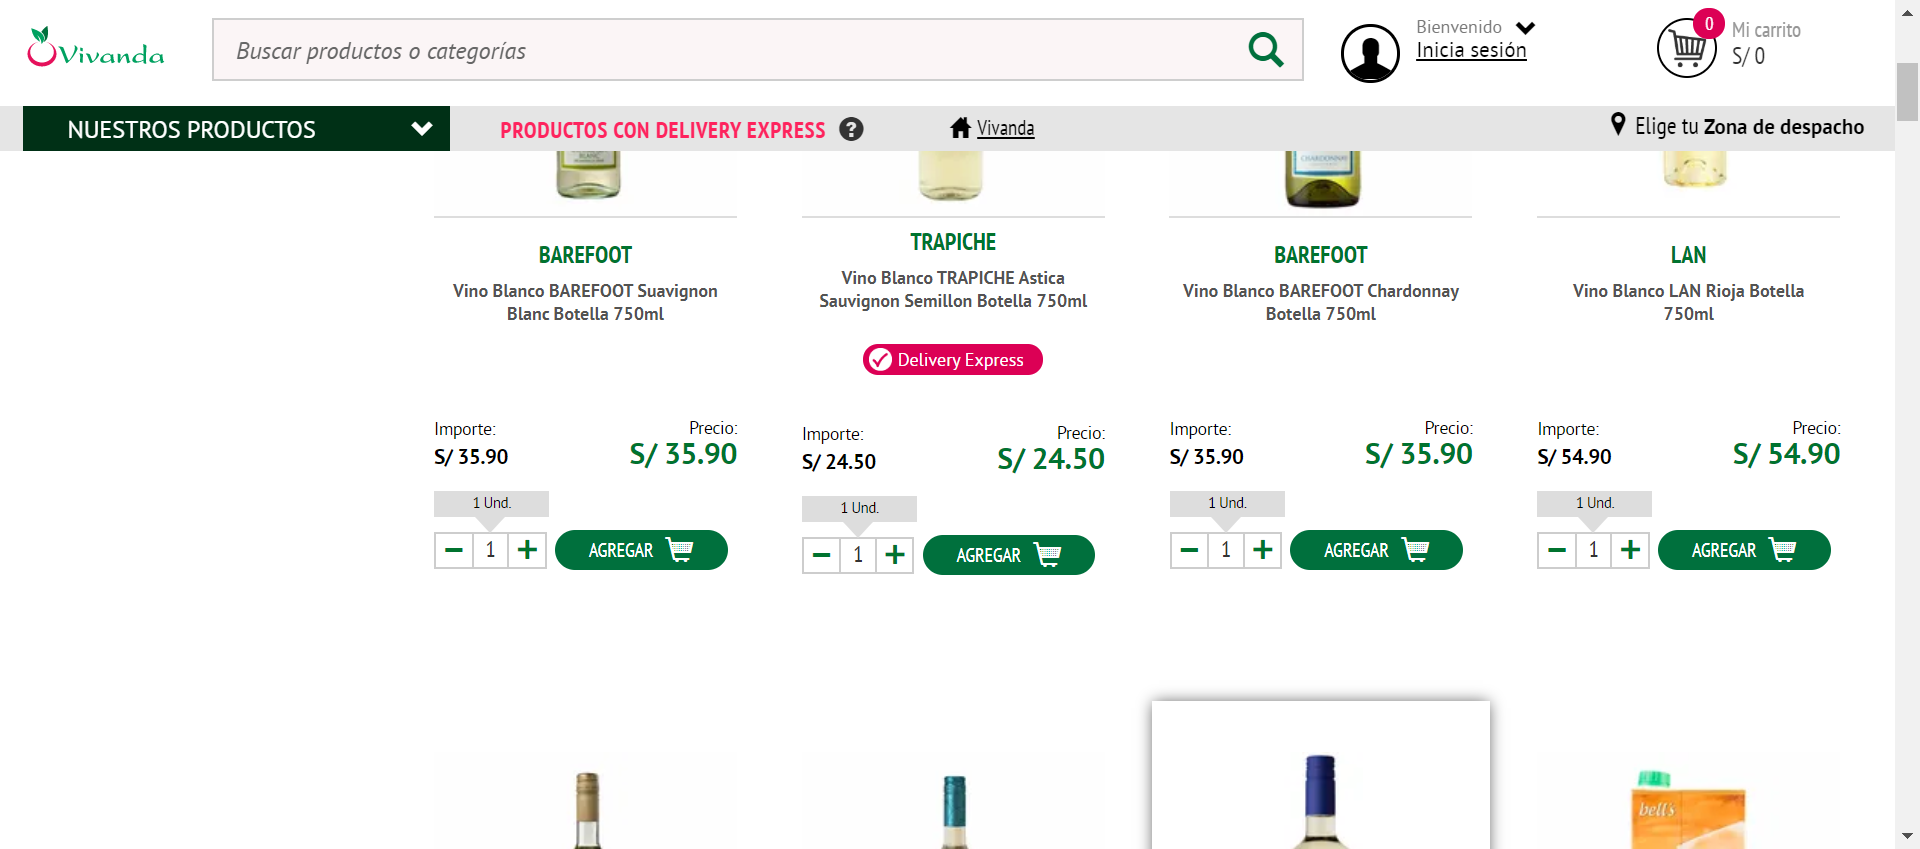 Vivanda
Buscar productos o categorías
Bienvenido
Inicia sesión
0
Mi carrito
S/ 0
NUESTROS PRODUCTOS
PRODUCTOS CON DELIVERY EXPRESS ?
Vivanda
Elige tu Zona de despacho
BLANC
CHARDONNAY
BAREFOOT
Vino Blanco BAREFOOT Suavignon
Blanc Botella 750ml
Importe:
S/ 35.90
Precio:
S/ 35.90
1 Und.
1
AGREGAR
TRAPICHE
Vino Blanco TRAPICHE Astica
Sauvignon Semillon Botella 750ml
Delivery Express
Importe:
S/ 24.50
Precio:
S/ 24.50
1 Und.
1
AGREGAR
BAREFOOT
Vino Blanco BAREFOOT Chardonnay
Botella 750ml
Importe:
S/ 35.90
Precio:
S/ 35.90
1 Und.
1
AGREGAR
LAN
Vino Blanco LAN Rioja Botella
750ml
Importe:
S/ 54.90
Precio:
S/ 54.90
1 Und.
1
AGREGAR
bell's